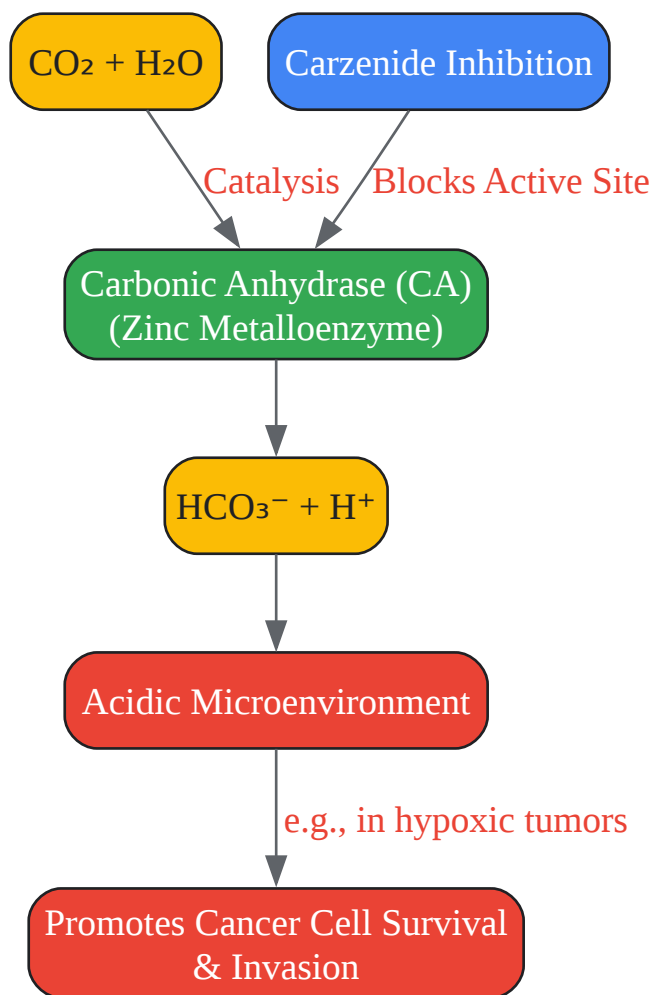 CO₂ + H₂O
Carzenide Inhibition
Catalysis
Blocks Active Site
Carbonic Anhydrase (CA)
(Zinc Metalloenzyme)
HCO₃⁻ + H⁺
Acidic Microenvironment
e.g., in hypoxic tumors
Promotes Cancer Cell Survival
& Invasion